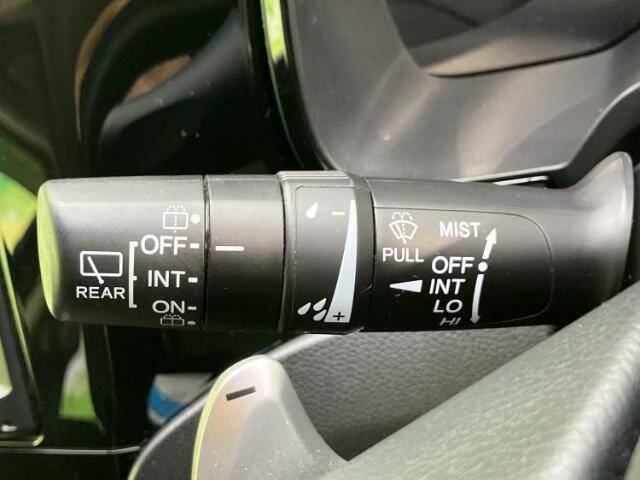 OFF
INT
ON
REAR
−
+
PULL
MIST
OFF
INT
LO
HI
−